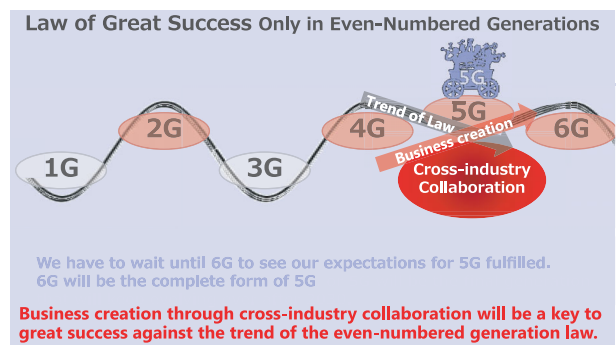 Law of Great Success Only in Even-Numbered Generations
5G
1G
2G
3G
4G
5G
6G
Trend of Law
Business creation
Cross-industry
Collaboration
We have to wait until 6G to see our expectations for 5G fulfilled.
6G will be the complete form of 5G
Business creation through cross-industry collaboration will be a key to
great success against the trend of the even-numbered generation law.